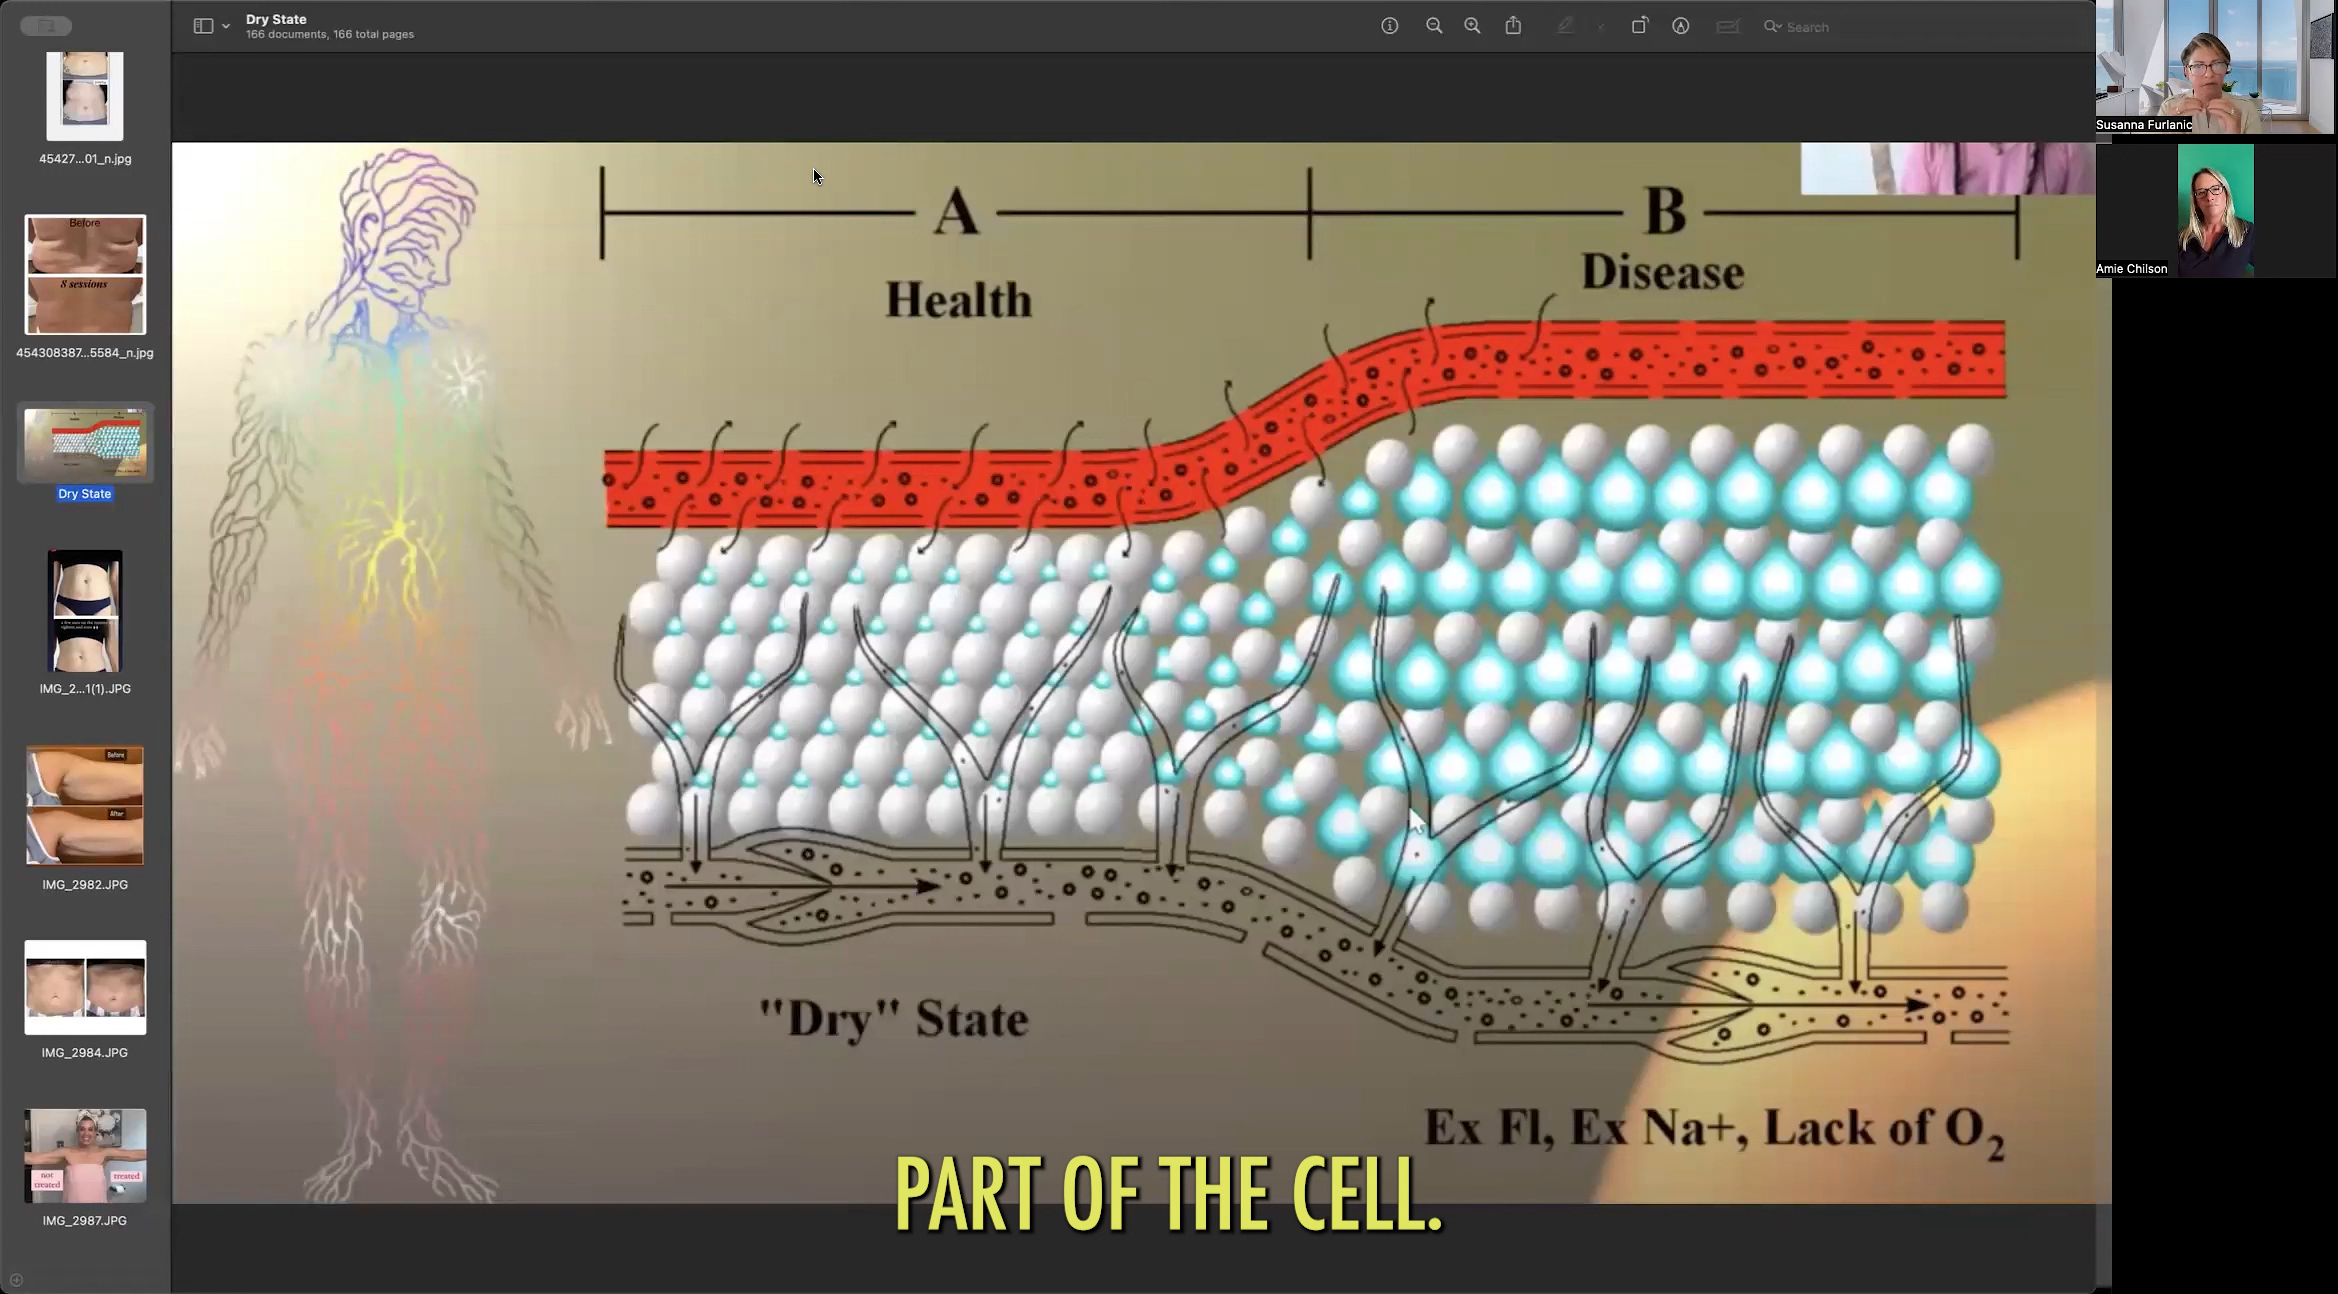 Dry State
166 documents, 166 total pages
Search
45427...01_n.jpg
Before
8 sessions
454308387...5584_n.jpg
Dry State
IMG_2...1(1).JPG
Before
After
IMG_2982.JPG
IMG_2984.JPG
not
treated
treated
IMG_2987.JPG
A
B
Health
Disease
"Dry" State
Ex Fl, Ex Na+, Lack of O2
PART OF THE CELL.
Susanna Furlanic
Amie Chilson